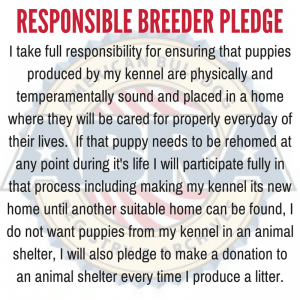 RESPONSIBLE BREEDER PLEDGE
I take full responsibility for ensuring that puppies
produced by my kennel are physically and
temperamentally sound and placed in a home
where they will be cared for properly everyday of
their lives. If that puppy needs to be rehomed at
any point during it's life I will participate fully in
that process including making my kennel its new
home until another suitable home can be found, I
do not want puppies from my kennel in an animal
shelter, I will also pledge to make a donation to
an animal shelter every time I produce a litter.